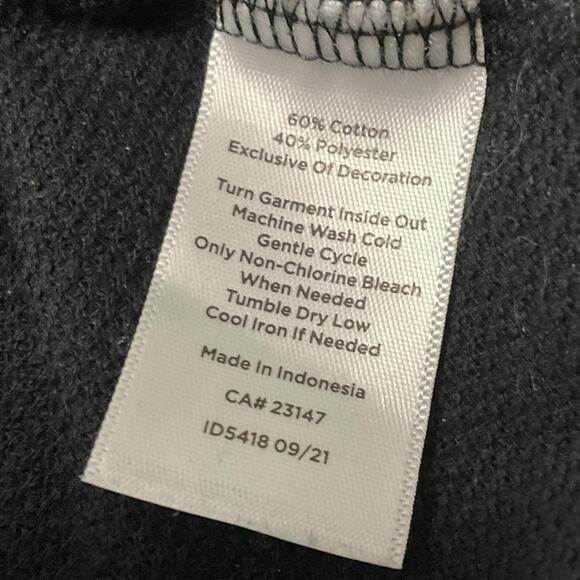 60% Cotton
40% Polyester
Exclusive Of Decoration
Turn Garment Inside Out
Machine Wash Cold
Gentle Cycle
Only Non-Chlorine Bleach
When Needed
Tumble Dry Low
Cool Iron If Needed
Made In Indonesia
CA# 23147
ID5418 09/21